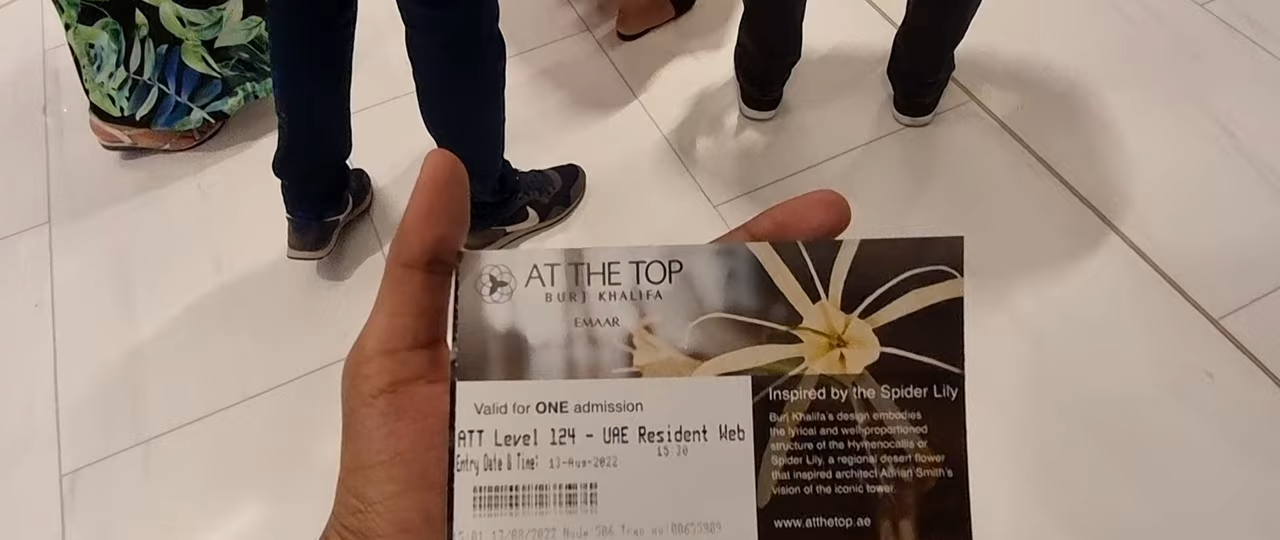 AT THE TOP
BURJ KHALIFA
EMAAR
Valid for ONE admission
ATT Level 124 - UAE Resident Web
Entry Date & Time: 13-Aug-2022 15:30
Inspired by the Spider Lily
Burj Khalifa's design embodies
the lyrical and well-proportioned
structure of the Hymenocallis or
Spider Lily, a regional desert flower
that inspired architect Adrian Smith's
vision of the iconic tower.
www.atthetop.ae